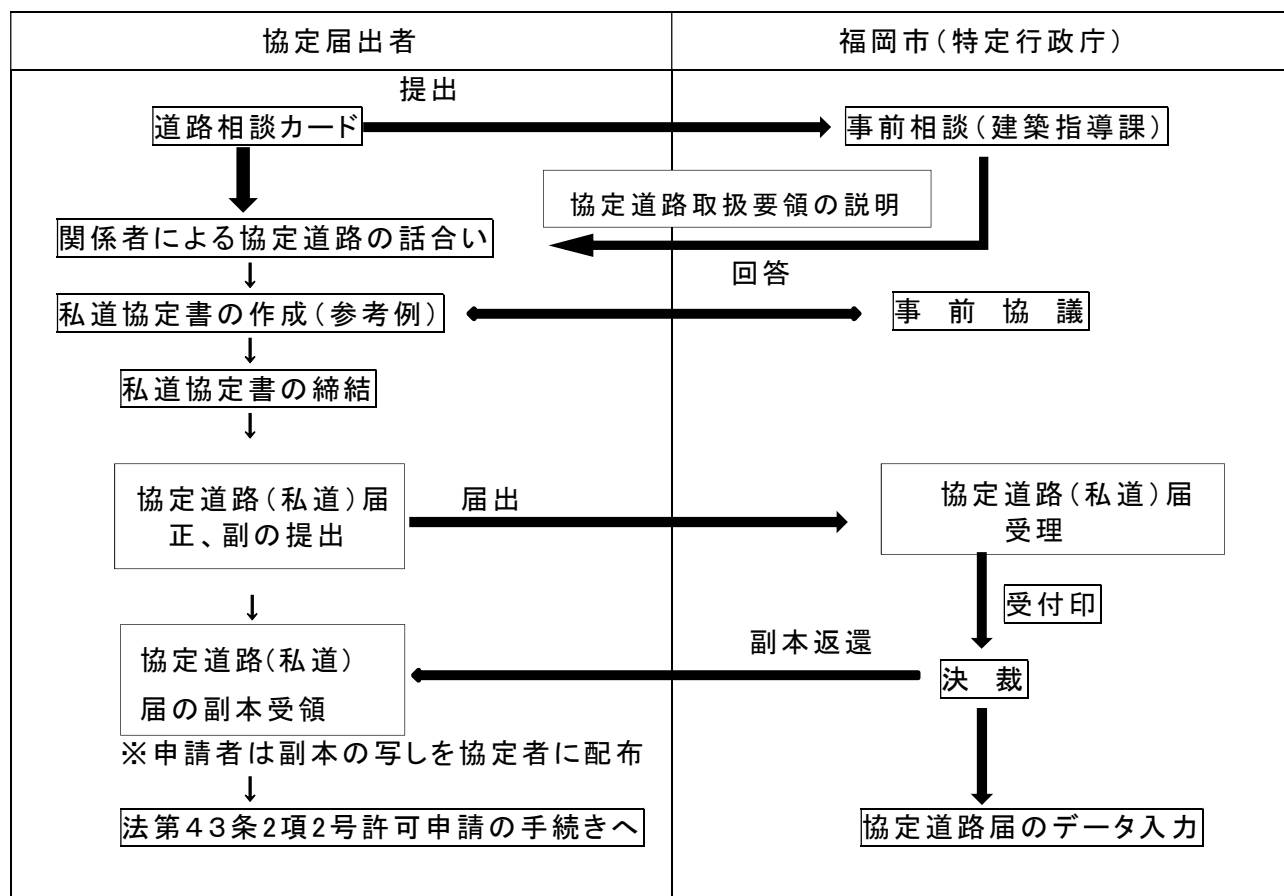 協定届出者
福岡市(特定行政庁)
提出
道路相談カード
事前相談(建築指導課)
協定道路取扱要領の説明
関係者による協定道路の話合い
回答
↓
私道協定書の作成(参考例)
事前協議
↓
私道協定書の締結
↓
協定道路(私道)届
正、副の提出
届出
協定道路(私道)届
受理
↓
受付印
協定道路(私道)
届の副本受領
副本返還
決裁
※申請者は副本の写しを協定者に配布
↓
法第43条2項2号許可申請の手続きへ
協定道路届のデータ入力